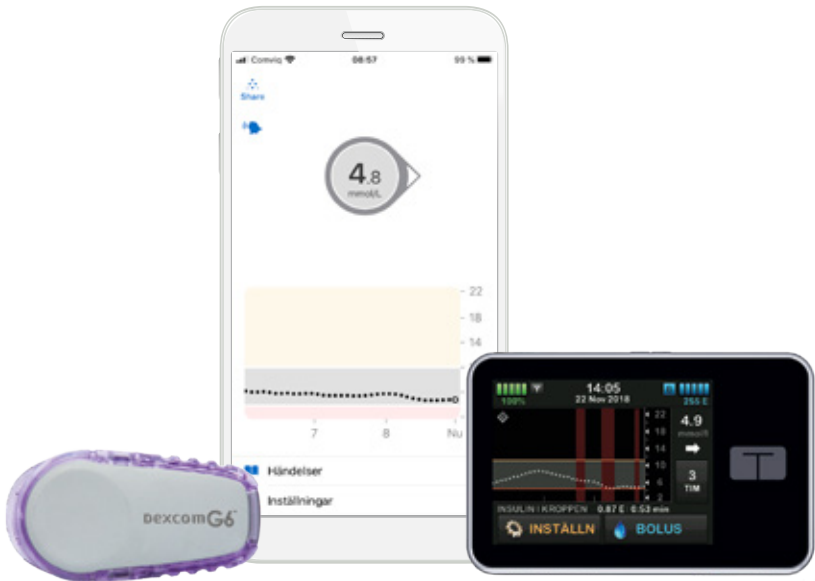 Comviq
08:57
99 %
Share
4.8
mmol/L
22
18
14
7
8
Nu
Händelser
Inställningar
Dexcom G6
100%
14:05
22 Nov 2018
255 E
22
18
14
10
6
2
4.9
mmol/l
3
TIM
INSULIN I KROPPEN 0.87 E 0:53 min
INSTÄLLN
BOLUS